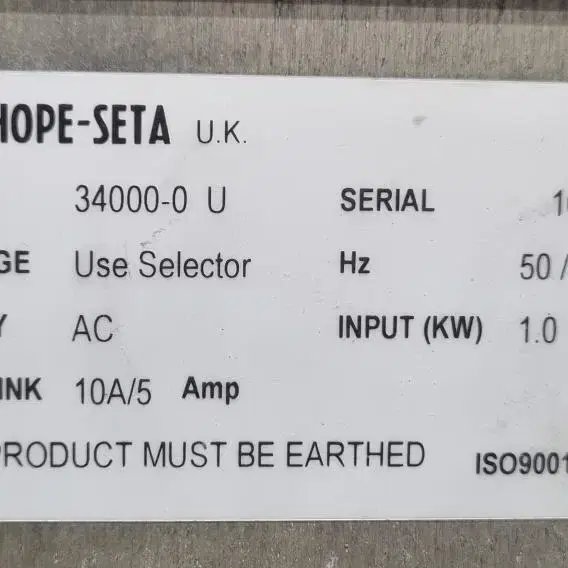 HOPE-SETA U.K.
34000-0 U SERIAL 1
GE Use Selector Hz 50 /
Y AC INPUT (KW) 1.0
INK 10A/5 Amp
PRODUCT MUST BE EARTHED ISO9001